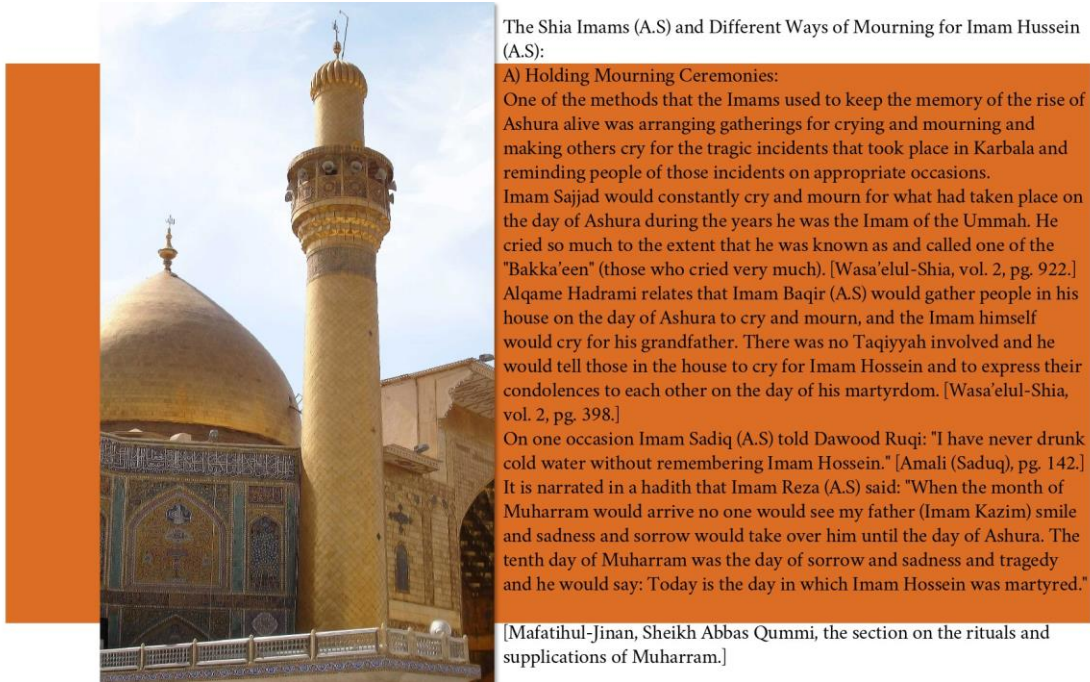 The Shia Imams (A.S) and Different Ways of Mourning for Imam Hussein
(A.S):
A) Holding Mourning Ceremonies:
One of the methods that the Imams used to keep the memory of the rise of
Ashura alive was arranging gatherings for crying and mourning and
making others cry for the tragic incidents that took place in Karbala and
reminding people of those incidents on appropriate occasions.
Imam Sajjad would constantly cry and mourn for what had taken place on
the day of Ashura during the years he was the Imam of the Ummah. He
cried so much to the extent that he was known as and called one of the
"Bakka'een" (those who cried very much). [Wasa'elul-Shia, vol. 2, pg. 922.]
Alqame Hadrami relates that Imam Baqir (A.S) would gather people in his
house on the day of Ashura to cry and mourn, and the Imam himself
would cry for his grandfather. There was no Taqiyyah involved and he
would tell those in the house to cry for Imam Hossein and to express their
condolences to each other on the day of his martyrdom. [Wasa'elul-Shia,
vol. 2, pg. 398.]
On one occasion Imam Sadiq (A.S) told Dawood Ruqi: "I have never drunk
cold water without remembering Imam Hossein." [Amali (Saduq), pg. 142.]
It is narrated in a hadith that Imam Reza (A.S) said: "When the month of
Muharram would arrive no one would see my father (Imam Kazim) smile
and sadness and sorrow would take over him until the day of Ashura. The
tenth day of Muharram was the day of sorrow and sadness and tragedy
and he would say: Today is the day in which Imam Hossein was martyred."
[Mafatihul-Jinan, Sheikh Abbas Qummi, the section on the rituals and
supplications of Muharram.]